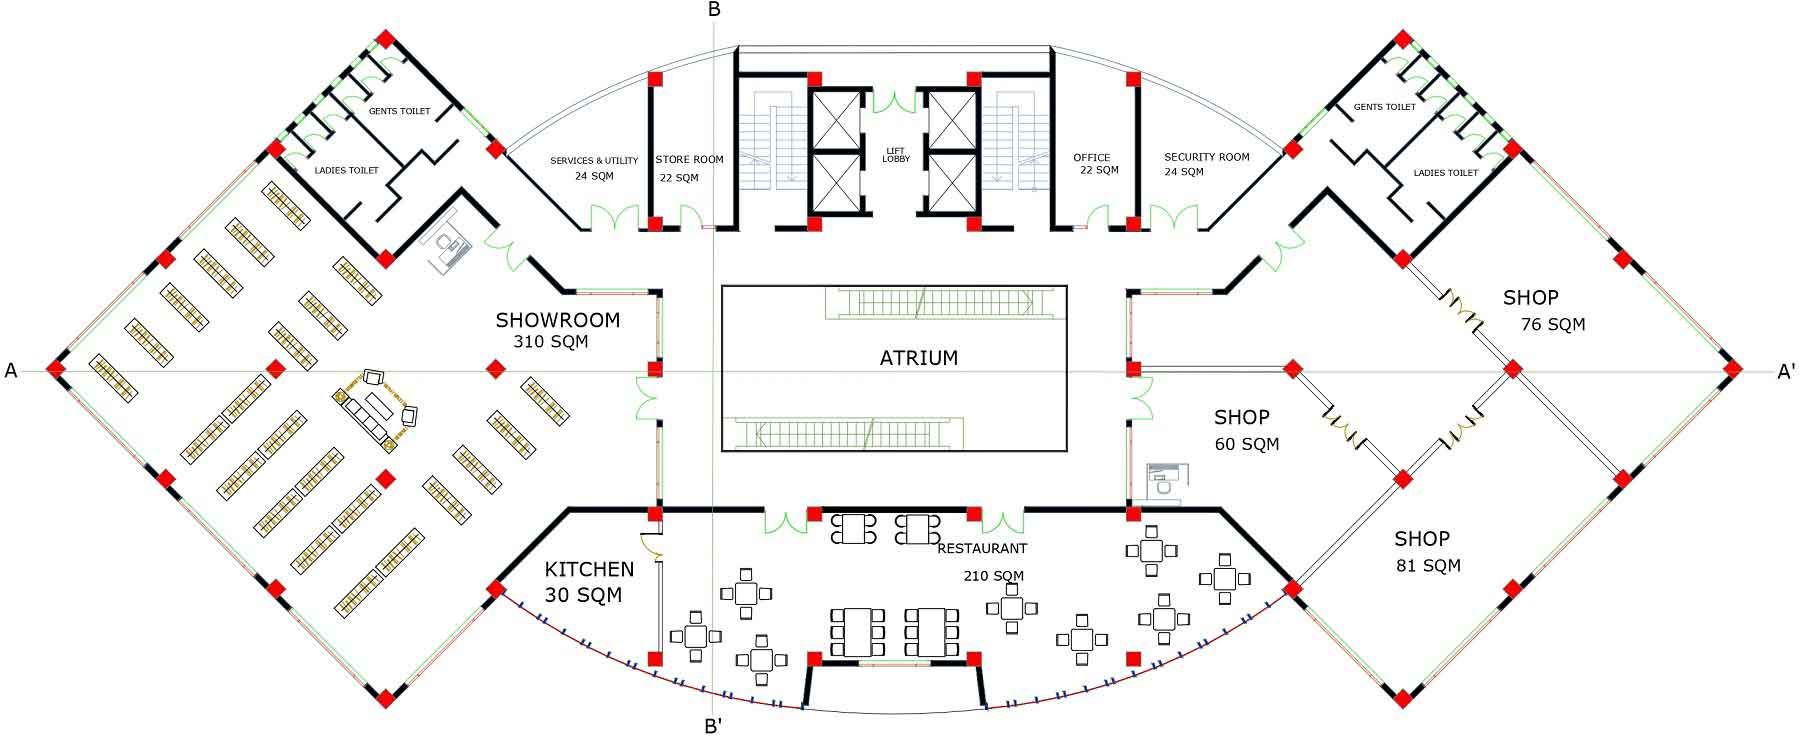 B
GENTS TOILET
LADIES TOILET
SERVICES & UTILITY
24 SQM
STORE ROOM
22 SQM
LIFT
LOBBY
OFFICE
22 SQM
SECURITY ROOM
24 SQM
GENTS TOILET
LADIES TOILET
SHOWROOM
310 SQM
SHOP
76 SQM
A
ATRIUM
A'
SHOP
60 SQM
KITCHEN
30 SQM
RESTAURANT
210 SQM
SHOP
81 SQM
B'